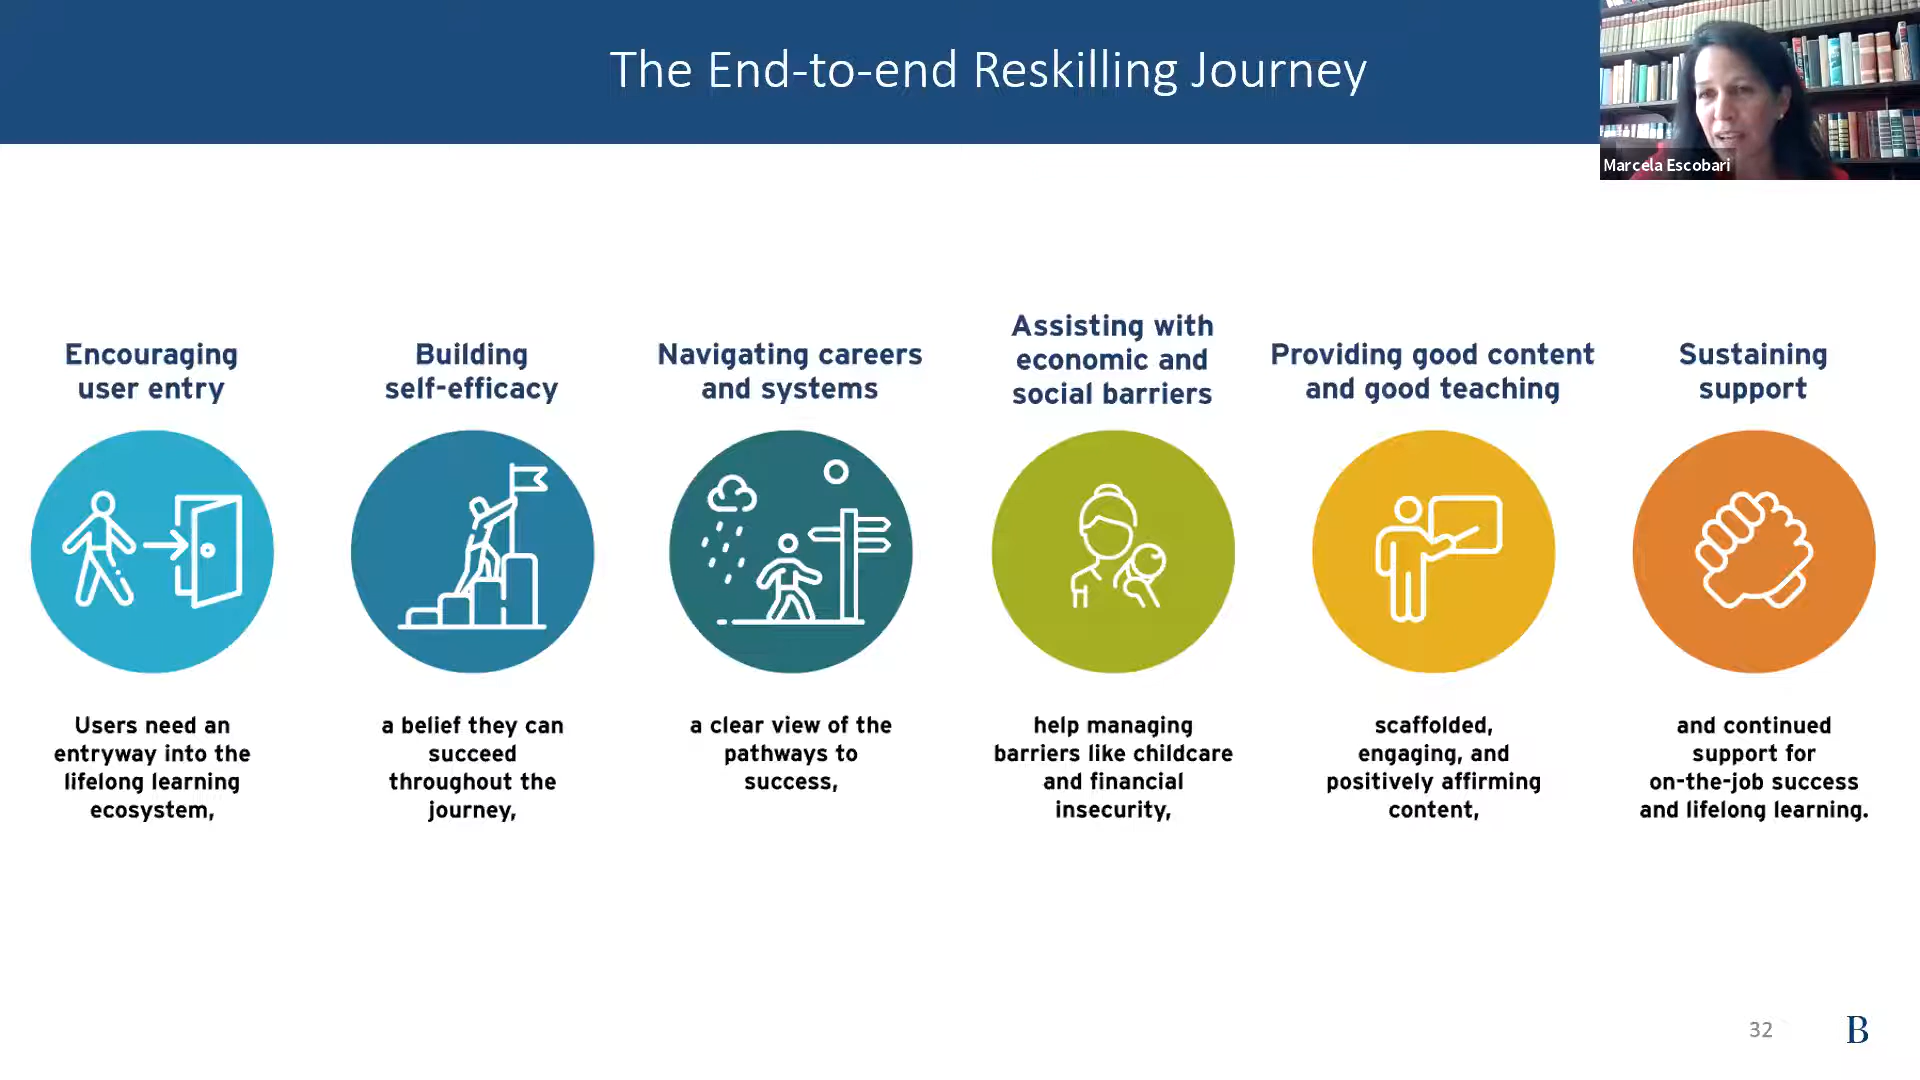 The End-to-end Reskilling Journey
Marcela Escobari
Encouraging
user entry
Building
self-efficacy
Navigating careers
and systems
Assisting with
economic and
social barriers
Providing good content
and good teaching
Sustaining
support
Users need an
entryway into the
lifelong learning
ecosystem,
a belief they can
succeed
throughout the
journey,
a clear view of the
pathways to
success,
help managing
barriers like childcare
and financial
insecurity,
scaffolded,
engaging, and
positively affirming
content,
and continued
support for
on-the-job success
and lifelong learning.
32
B